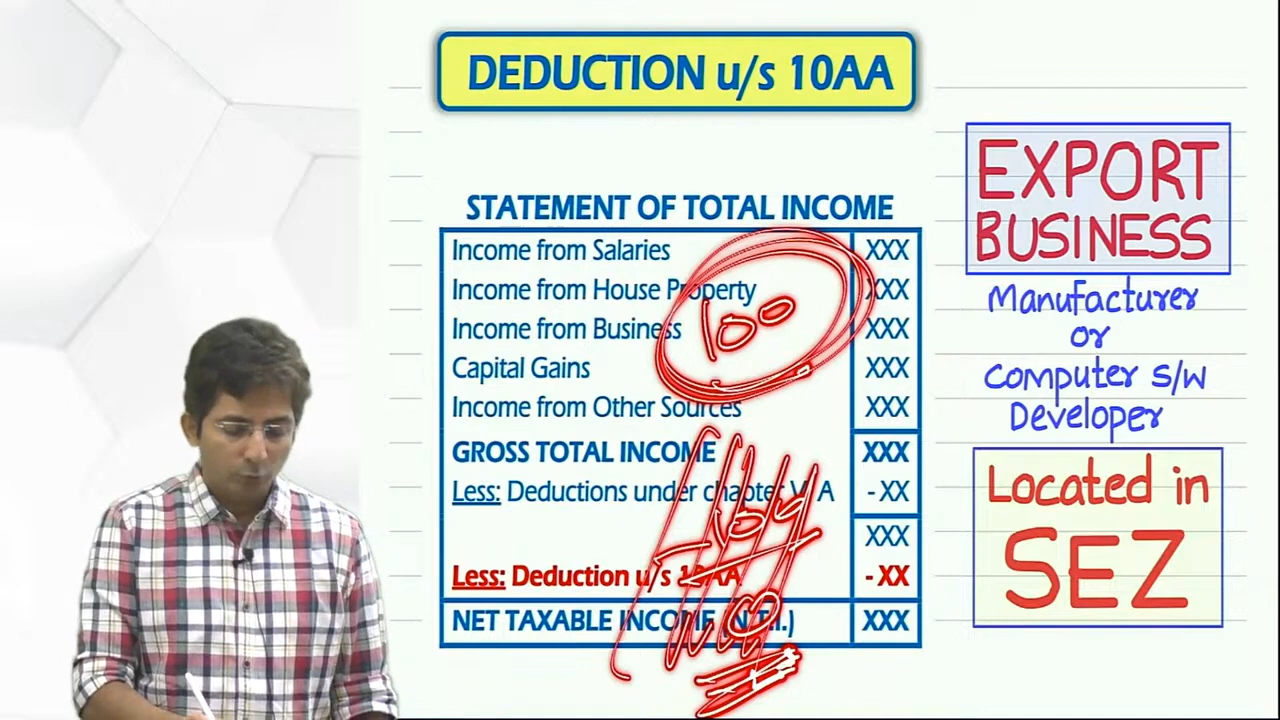 DEDUCTION u/s 10AA
STATEMENT OF TOTAL INCOME
Income from Salaries XXX
Income from House Property XXX
Income from Business XXX
Capital Gains XXX
Income from Other Sources XXX
GROSS TOTAL INCOME XXX
Less: Deductions under chapter VI A - XX
XXX
Less: Deduction u/s 10AA - XX
NET TAXABLE INCOME (N.T.I.) XXX
100
EXPORT
BUSINESS
Manufacturer
or
Computer S/W
Developer
Located in
SEZ